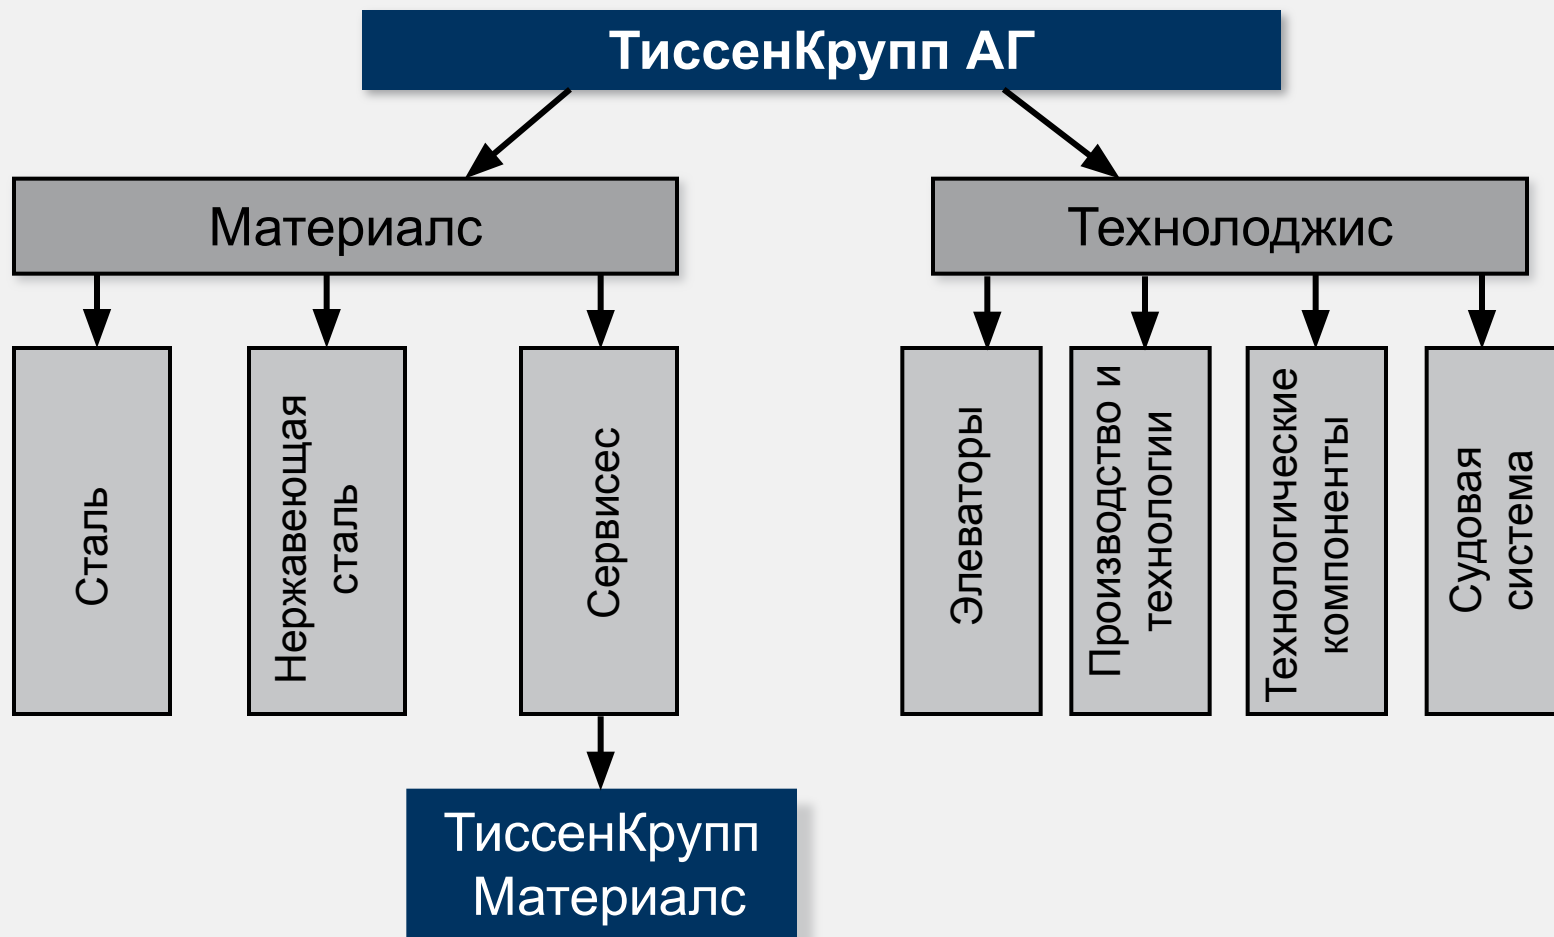 ТиссенКрупп АГ
Материалс
Технолоджис
Сталь
Нержавеющая
сталь
Сервисес
Элеваторы
Производство и
технологии
Технологические
компоненты
Судовая
система
ТиссенКрупп
Материалс